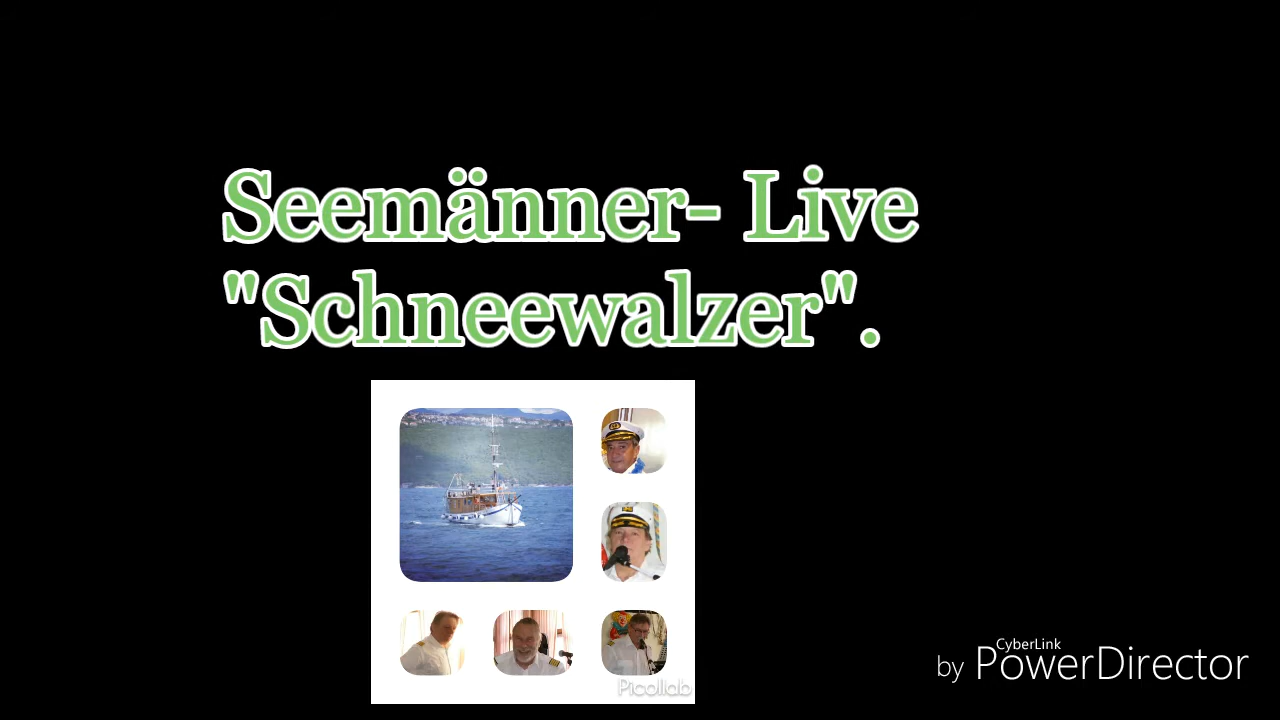 Seemänner- Live
"Schneewalzer".
Picollab
CyberLink
by PowerDirector